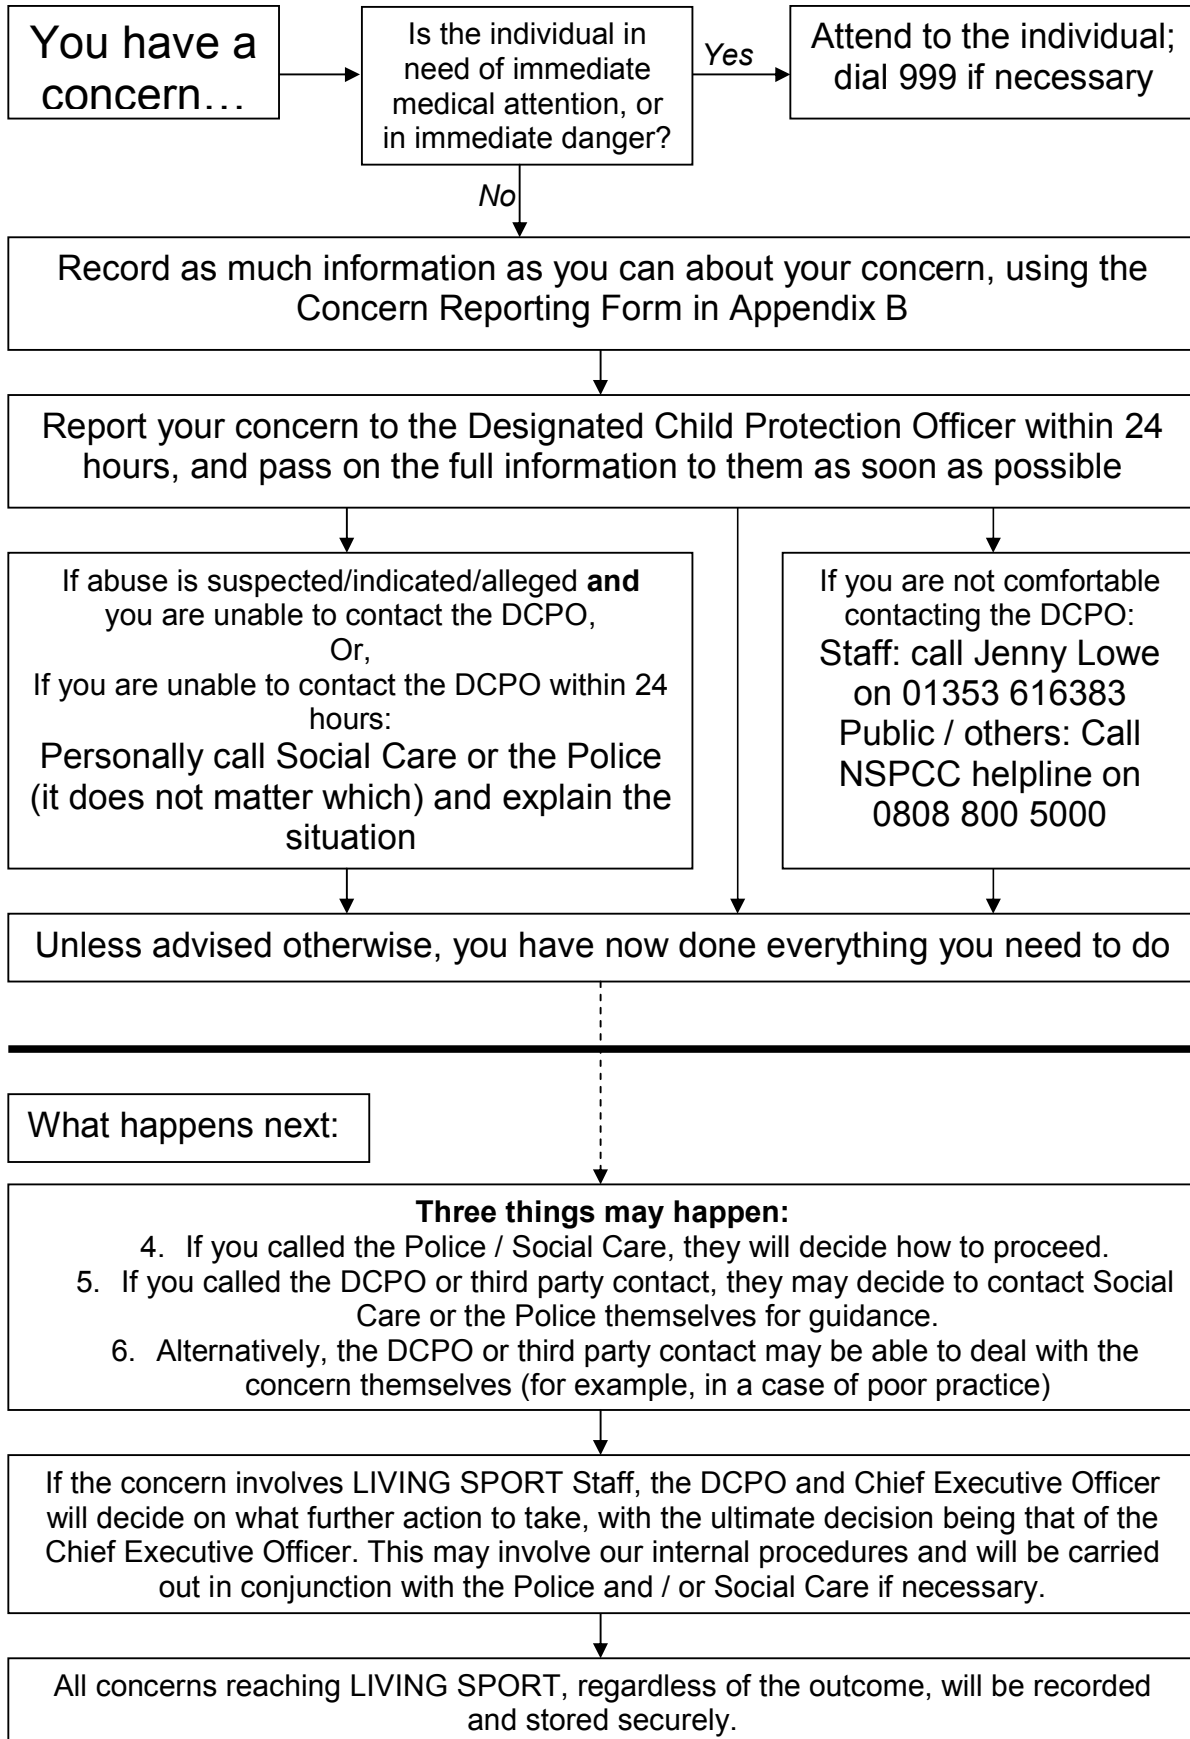 You have a
concern…
Is the individual in
need of immediate
medical attention, or
in immediate danger?
Yes
Attend to the individual;
dial 999 if necessary
No
Record as much information as you can about your concern, using the
Concern Reporting Form in Appendix B
Report your concern to the Designated Child Protection Officer within 24
hours, and pass on the full information to them as soon as possible
If abuse is suspected/indicated/alleged and
you are unable to contact the DCPO,
Or,
If you are unable to contact the DCPO within 24
hours:
Personally call Social Care or the Police
(it does not matter which) and explain the
situation
If you are not comfortable
contacting the DCPO:
Staff: call Jenny Lowe
on 01353 616383
Public / others: Call
NSPCC helpline on
0808 800 5000
Unless advised otherwise, you have now done everything you need to do
What happens next:
Three things may happen:
4. If you called the Police / Social Care, they will decide how to proceed.
5. If you called the DCPO or third party contact, they may decide to contact Social
Care or the Police themselves for guidance.
6. Alternatively, the DCPO or third party contact may be able to deal with the
concern themselves (for example, in a case of poor practice)
If the concern involves LIVING SPORT Staff, the DCPO and Chief Executive Officer
will decide on what further action to take, with the ultimate decision being that of the
Chief Executive Officer. This may involve our internal procedures and will be carried
out in conjunction with the Police and / or Social Care if necessary.
All concerns reaching LIVING SPORT, regardless of the outcome, will be recorded
and stored securely.